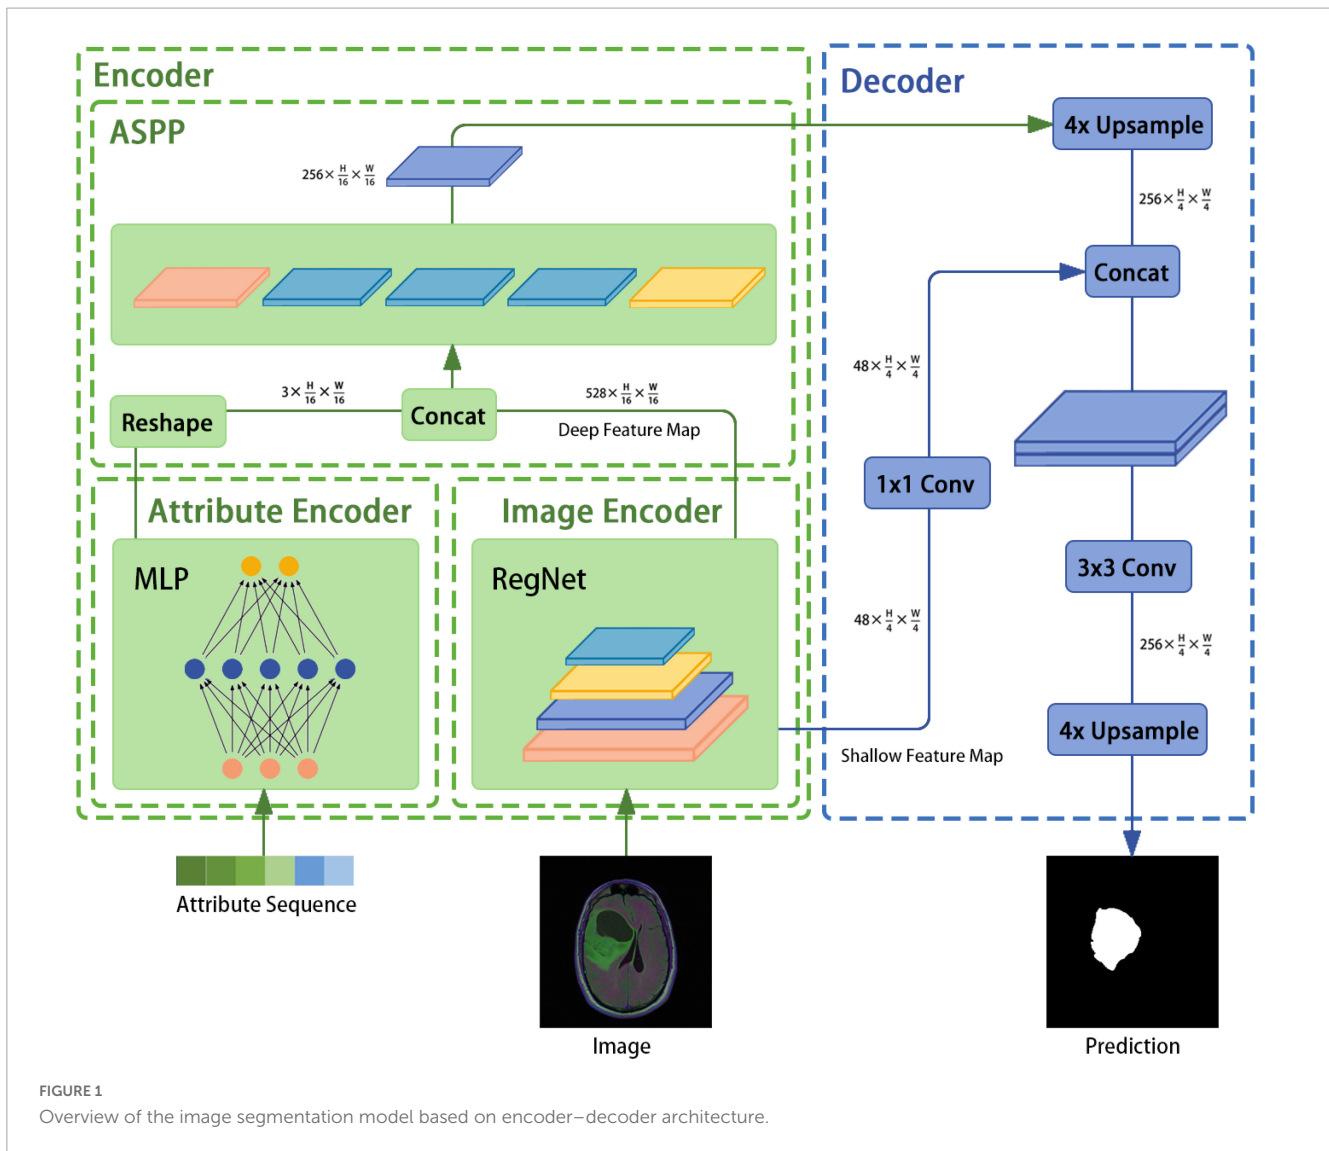 Encoder
ASPP
256× H/16 × W/16
3× H/16 × W/16
528× H/16 × W/16
Reshape
Concat
Deep Feature Map
Attribute Encoder
MLP
Image Encoder
RegNet
Attribute Sequence
Image
Decoder
4x Upsample
256× H/4 × W/4
Concat
48× H/4 × W/4
1x1 Conv
3x3 Conv
48× H/4 × W/4
256× H/4 × W/4
4x Upsample
Shallow Feature Map
Prediction
FIGURE 1
Overview of the image segmentation model based on encoder–decoder architecture.